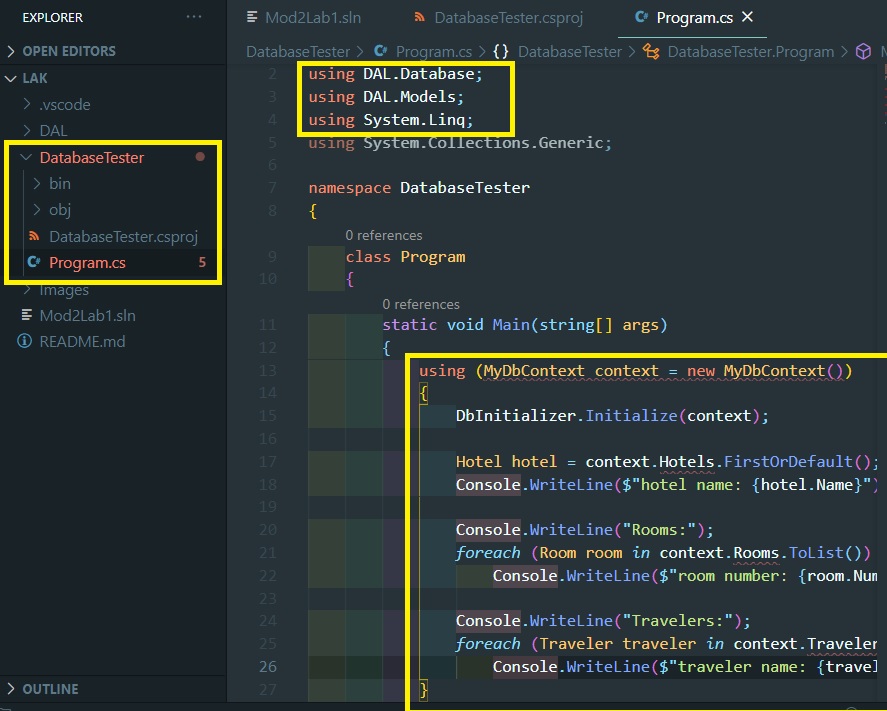 EXPLORER
···
OPEN EDITORS
LAK
.vscode
DAL
DatabaseTester
bin
obj
DatabaseTester.csproj
Program.cs 5
Images
Mod2Lab1.sln
README.md
OUTLINE
Mod2Lab1.sln DatabaseTester.csproj C# Program.cs
DatabaseTester > C# Program.cs > {} DatabaseTester > DatabaseTester.Program >
2 using DAL.Database;
3 using DAL.Models;
4 using System.Linq;
5 using System.Collections.Generic;
6
7 namespace DatabaseTester
8 {
0 references
9 class Program
10 {
0 references
11 static void Main(string[] args)
12 {
13 using (MyDbContext context = new MyDbContext())
14 {
15 DbInitializer.Initialize(context);
16
17 Hotel hotel = context.Hotels.FirstOrDefault();
18 Console.WriteLine($"hotel name: {hotel.Name}")
19
20 Console.WriteLine("Rooms:");
21 foreach (Room room in context.Rooms.ToList())
22 Console.WriteLine($"room number: {room.Num
23
24 Console.WriteLine("Travelers:");
25 foreach (Traveler traveler in context.Traveler
26 Console.WriteLine($"traveler name: {travel
27 }